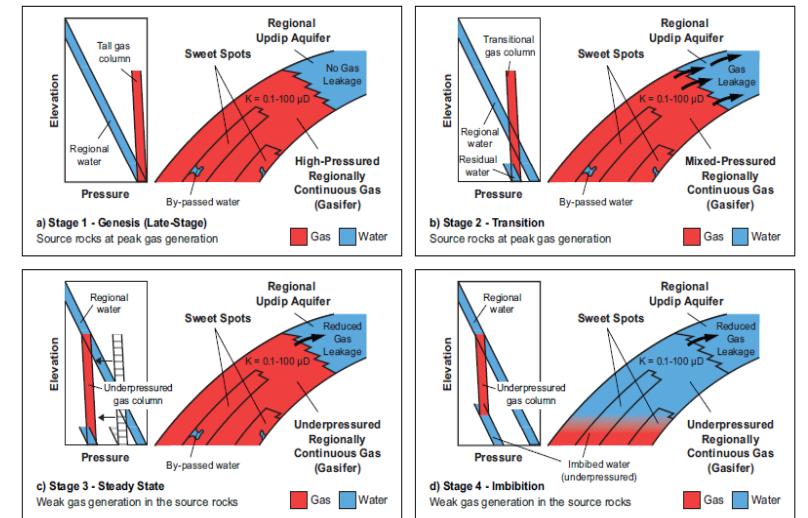 Regional
Updip Aquifer
Tall gas
column
Sweet Spots
No Gas
Leakage
K = 0.1-100 µD
Elevation
Regional
water
High-Pressured
Regionally
Continuous Gas
(Gasifer)
Pressure
By-passed water
a) Stage 1 - Genesis (Late-Stage)
Source rocks at peak gas generation
Gas
Water
Regional
Updip Aquifer
Transitional
gas column
Sweet Spots
Gas
Leakage
K = 0.1-100 µD
Elevation
Regional
water
Residual
water
Mixed-Pressured
Regionally
Continuous Gas
(Gasifer)
Pressure
By-passed water
b) Stage 2 - Transition
Source rocks at peak gas generation
Gas
Water
Regional
Updip Aquifer
Regional
water
Sweet Spots
Reduced
Gas
Leakage
K = 0.1-100 µD
Elevation
Underpressured
gas column
Underpressured
Regionally
Continuous Gas
(Gasifer)
Pressure
By-passed water
c) Stage 3 - Steady State
Weak gas generation in the source rocks
Gas
Water
Regional
Updip Aquifer
Regional
water
Sweet Spots
Reduced
Gas
Leakage
K = 0.1-100 µD
Elevation
Underpressured
gas column
Underpressured
Regionally
Continuous Gas
(Gasifer)
Pressure
Imbibed water
(underpressured)
d) Stage 4 - Imbibition
Weak gas generation in the source rocks
Gas
Water